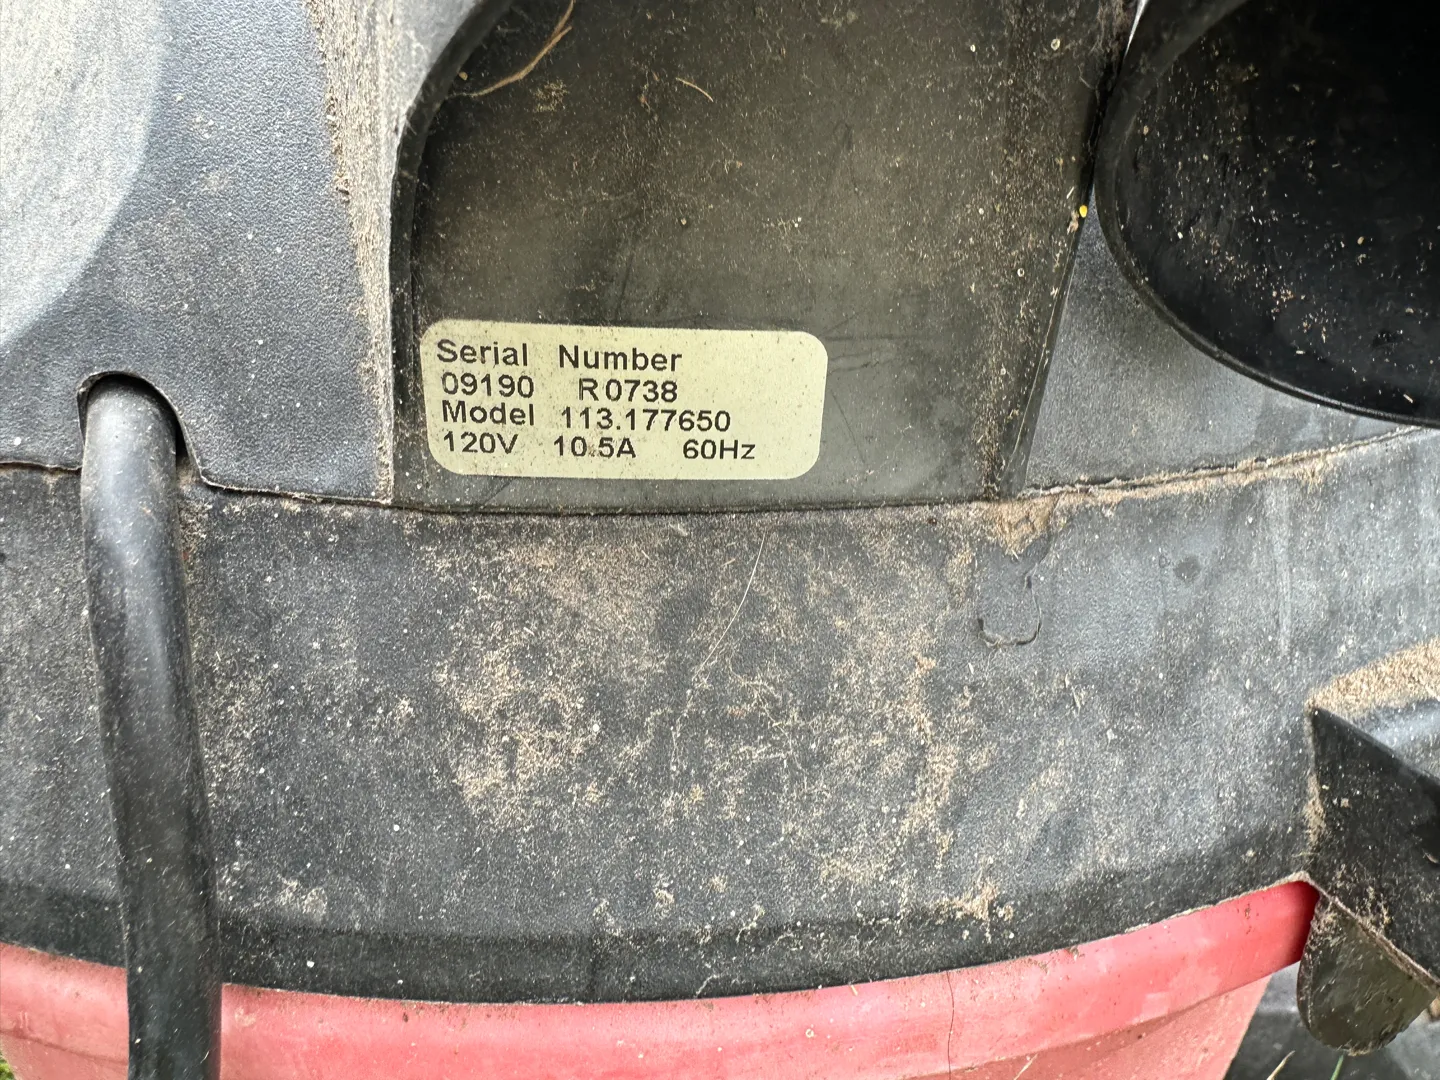 Serial Number
09190 R0738
Model 113.177650
120V 10.5A 60Hz